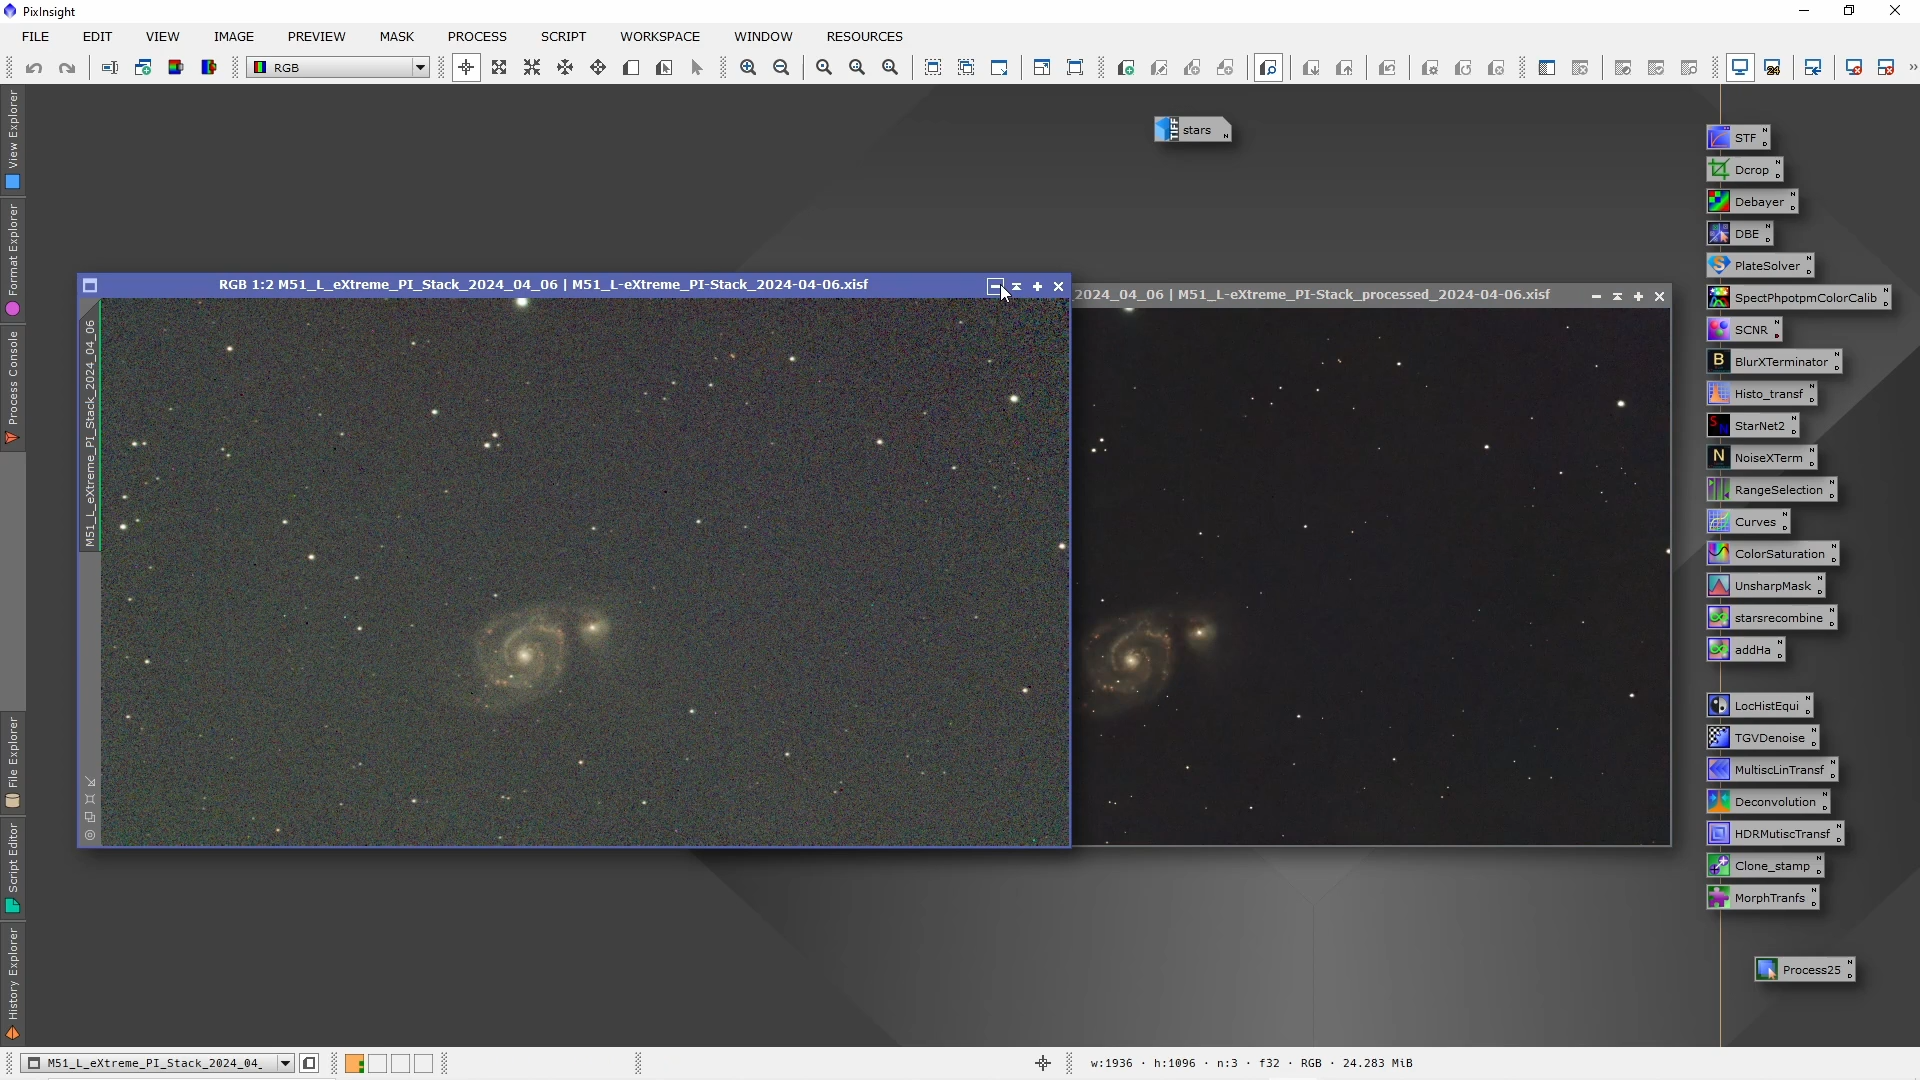 PixInsight
FILE EDIT VIEW IMAGE PREVIEW MASK PROCESS SCRIPT WORKSPACE WINDOW RESOURCES
RGB
24
View Explorer
Format Explorer
Process Console
File Explorer
Script Editor
History Explorer
TIFF stars N
RGB 1:2 M51_L_eXtreme_PI_Stack_2024_04_06 | M51_L-eXtreme_PI-Stack_2024-04-06.xisf
2024_04_06 | M51_L-eXtreme_PI-Stack_processed_2024-04-06.xisf
M51_L_eXtreme_PI_Stack_2024_04_06
STF N D
Dcrop N D
Debayer N D
DBE N D
PlateSolver N D
SpectPhpotpmColorCalib N D
SCNR N D
B BlurXTerminator N D
Histo_transf N D
S N StarNet2 N D
N NoiseXTerm N D
RangeSelection N D
Curves N D
ColorSaturation N D
UnsharpMask N D
starsrecombine N D
addHa N D
LocHistEqui N D
TGVDenoise N D
MultiscLinTransf N D
Deconvolution N D
HDRMutiscTransf N D
Clone_stamp N D
MorphTranfs N D
Process25 N D
M51_L_eXtreme_PI_Stack_2024_04_
w:1936 · h:1096 · n:3 · f32 · RGB · 24.283 MiB